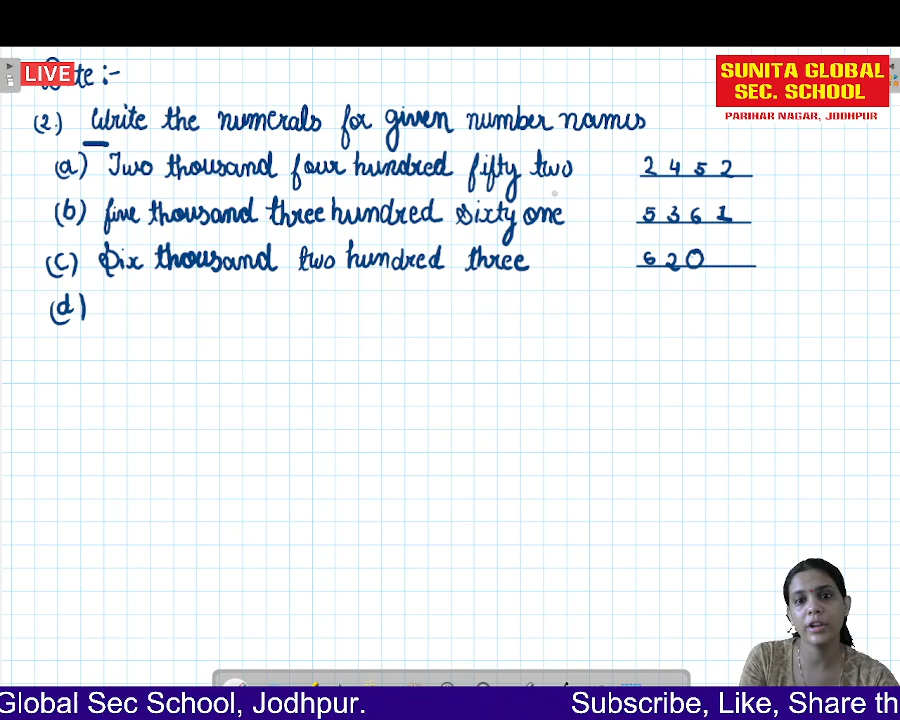 LIVE
SUNITA GLOBAL
SEC. SCHOOL
PARIHAR NAGAR, JODHPUR
(2.) Write the numerals for given number names
(a) Two thousand four hundred fifty two 2452
(b) five thousand three hundred sixty one 5361
(c) Six thousand two hundred three 620
(d)
Global Sec School, Jodhpur. Subscribe, Like, Share th